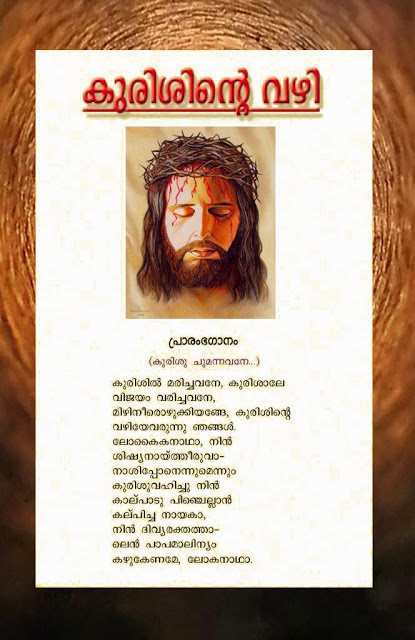 കുരിശിന്റെ വഴി
പ്രാരംഭഗാനം
(കുരിശു ചുമന്നവനേ...)
കുരിശിൽ മരിച്ചവനേ, കുരിശാലേ
വിജയം വരിച്ചവനേ,
മിഴിനീരൊഴുക്കിയങ്ങേ, കുരിശിന്റെ
വഴിയേവരുന്നു ഞങ്ങൾ.
ലോകൈകനാഥാ, നിൻ
ശിഷ്യനായ്ത്തീരുവാ-
നാശിപ്പോനെന്നുമെന്നും
കുരിശുവഹിച്ചു നിൻ
കാല്പാടു പിഞ്ചെല്ലാൻ
കല്പിച്ച നായകാ,
നിൻ ദിവ്യരക്തത്താ-
ലെൻ പാപമാലിന്യം
കഴുകേണമേ, ലോകനാഥാ.